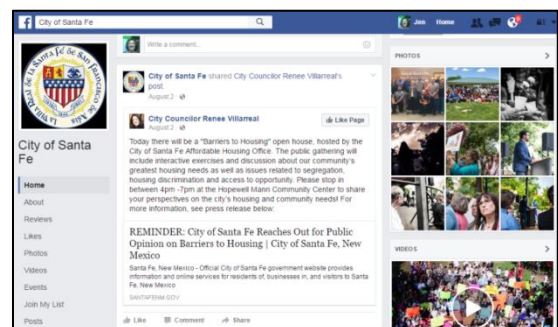 City of Santa Fe
Jen Home
Write a comment...
City of Santa Fe shared City Councilor Renee Villarreal's
post.
August 2
City Councilor Renee Villarreal
August 2
Like Page
Today there will be a "Barriers to Housing" open house, hosted by the
City of Santa Fe Affordable Housing Office. The public gathering will
include interactive exercises and discussion about our community's
greatest housing needs as well as issues related to segregation,
housing discrimination and access to opportunity. Please stop in
between 4pm -7pm at the Hopewell Mann Community Center to share
your perspectives on the city's housing and community needs! For
more information, see press release below:
REMINDER: City of Santa Fe Reaches Out for Public
Opinion on Barriers to Housing | City of Santa Fe, New
Mexico
Santa Fe, New Mexico - Official City of Santa Fe government website provides
information and online services for residents of, businesses in, and visitors to Santa
Fe, New Mexico
SANTAFENM.GOV
Like Comment Share
City of Santa
Fe
Home
About
Reviews
Likes
Photos
Videos
Events
Join My List
Posts
PHOTOS
VIDEOS